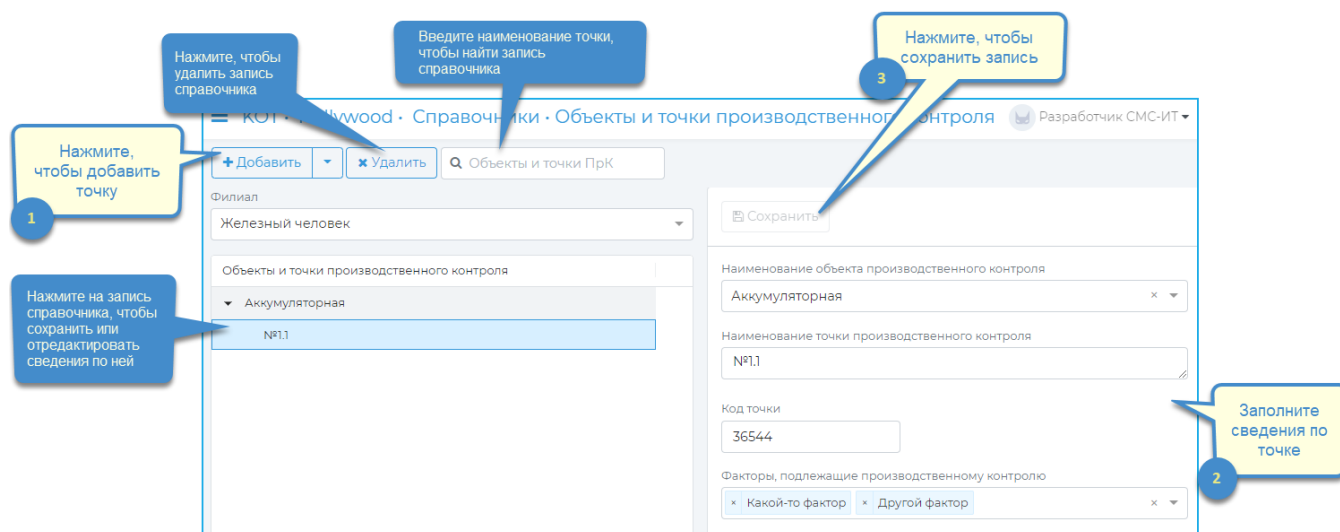 Нажмите, чтобы
удалить запись
справочника
Введите наименование точки,
чтобы найти запись
справочника
Нажмите, чтобы
сохранить запись
3
Справочники · Объекты и точки производственного контроля
Разработчик СМС-ИТ
Нажмите,
чтобы добавить
точку
1
Добавить
Удалить
Объекты и точки ПрК
Филиал
Железный человек
Сохранить
Объекты и точки производственного контроля
Аккумуляторная
№1.1
Нажмите на запись
справочника, чтобы
сохранить или
отредактировать
сведения по ней
Наименование объекта производственного контроля
Аккумуляторная
Наименование точки производственного контроля
№1.1
Код точки
36544
Факторы, подлежащие производственному контролю
× Какой-то фактор × Другой фактор
Заполните
сведения по
точке
2